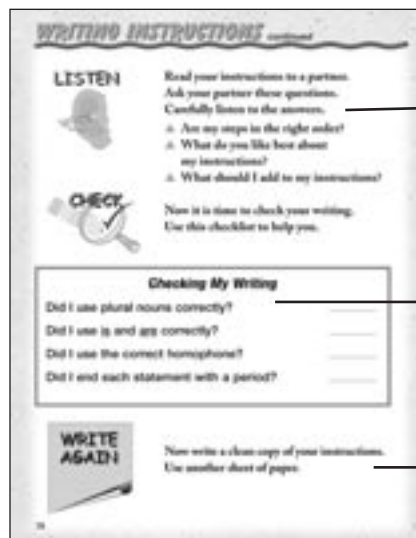 WRITING INSTRUCTIONS continued
LISTEN
Read your instructions to a partner.
Ask your partner these questions.
Carefully listen to the answers.
Are my steps in the right order?
What do you like best about
my instructions?
What should I add to my instructions?
CHECK
Now it is time to check your writing.
Use this checklist to help you.
Checking My Writing
Did I use plural nouns correctly?
Did I use is and are correctly?
Did I use the correct homophone?
Did I end each statement with a period?
WRITE
AGAIN
Now write a clean copy of your instructions.
Use another sheet of paper.